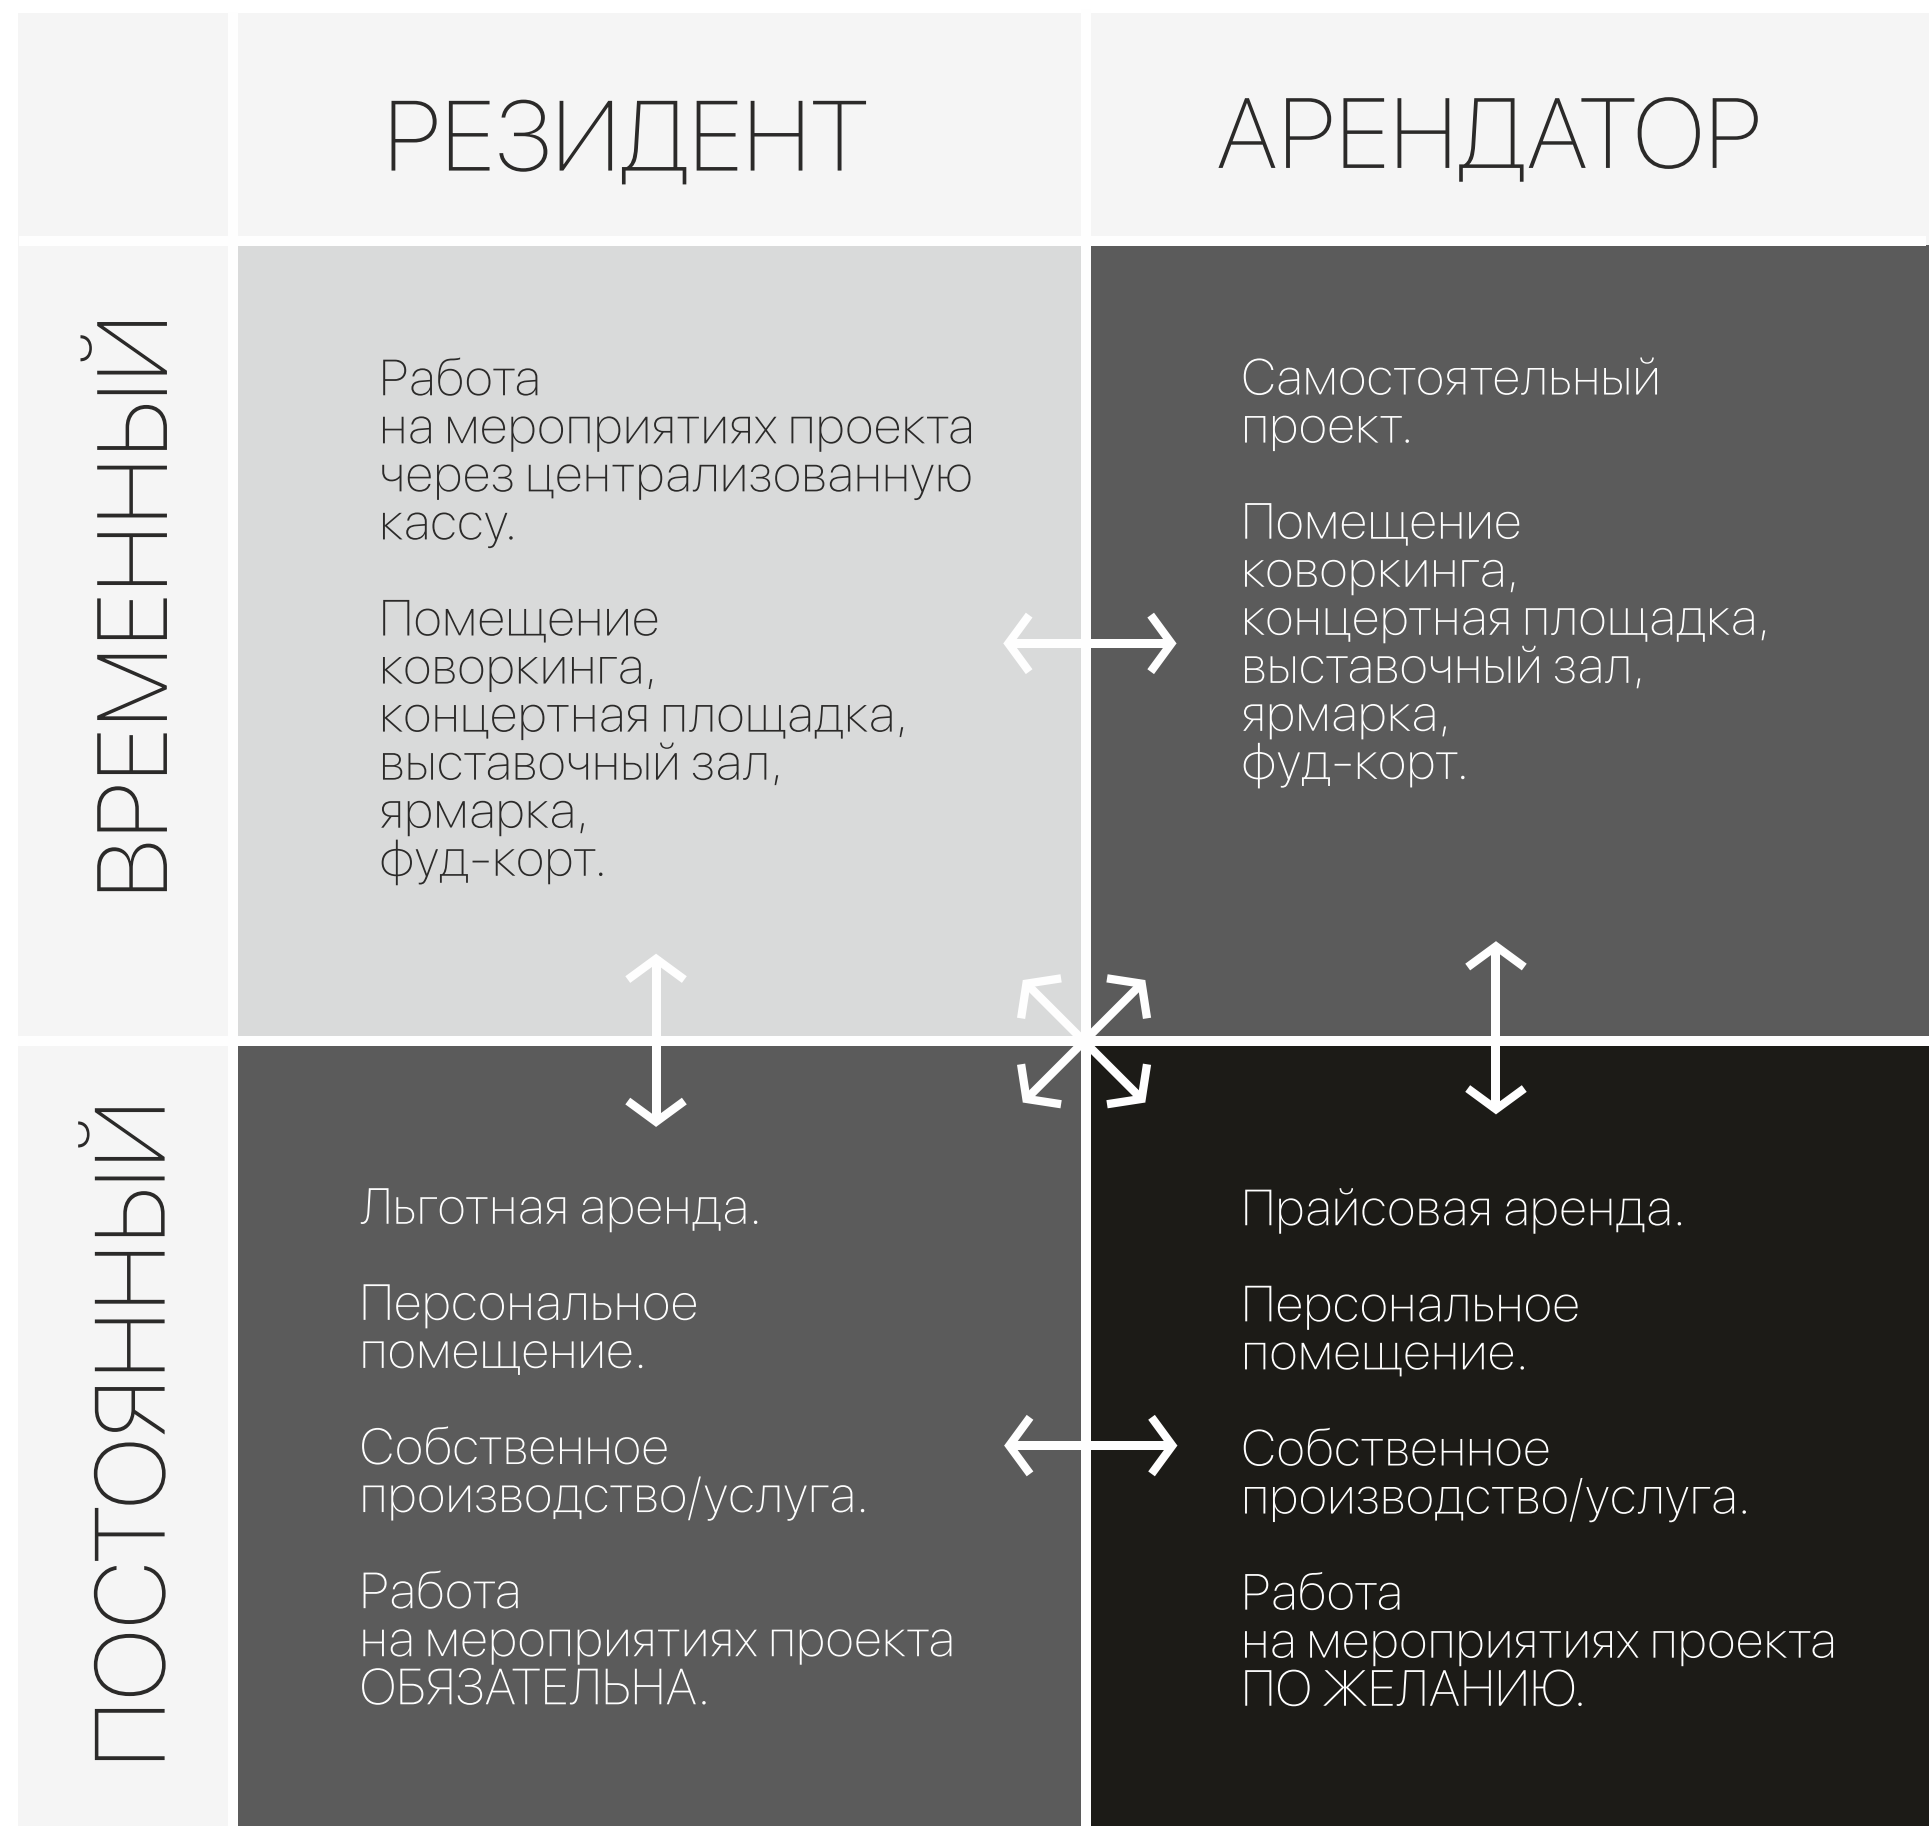 РЕЗИДЕНТ
АРЕНДАТОР
ВРЕМЕННЫЙ
Работа
на мероприятиях проекта
через централизованную
кассу.
Помещение
коворкинга,
концертная площадка,
выставочный зал,
ярмарка,
фуд-корт.
Самостоятельный
проект.
Помещение
коворкинга,
концертная площадка,
выставочный зал,
ярмарка,
фуд-корт.
ПОСТОЯННЫЙ
Льготная аренда.
Персональное
помещение.
Собственное
производство/услуга.
Работа
на мероприятиях проекта
ОБЯЗАТЕЛЬНА.
Прайсовая аренда.
Персональное
помещение.
Собственное
производство/услуга.
Работа
на мероприятиях проекта
ПО ЖЕЛАНИЮ.